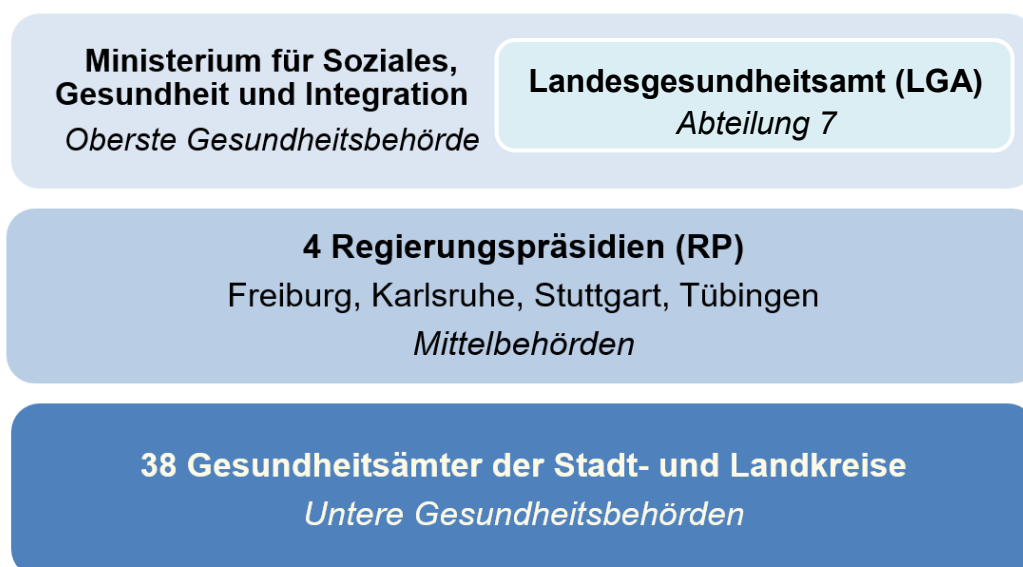 Ministerium für Soziales,
Gesundheit und Integration
Oberste Gesundheitsbehörde
Landesgesundheitsamt (LGA)
Abteilung 7
4 Regierungspräsidien (RP)
Freiburg, Karlsruhe, Stuttgart, Tübingen
Mittelbehörden
38 Gesundheitsämter der Stadt- und Landkreise
Untere Gesundheitsbehörden